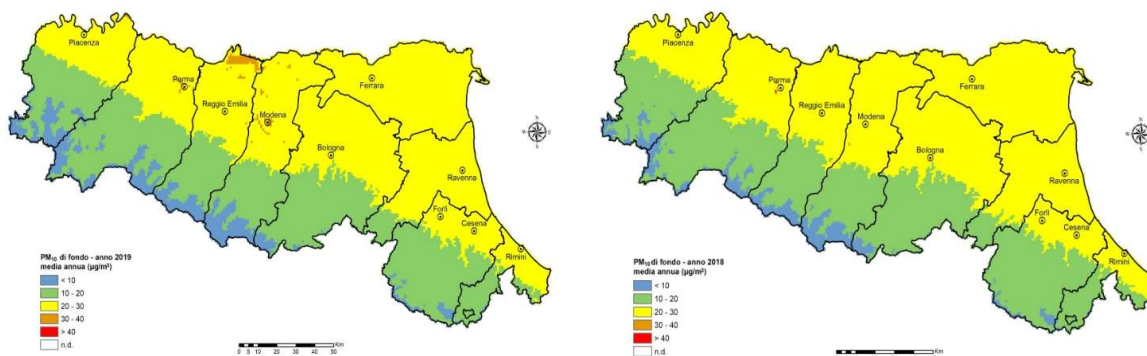 Piacenza
Parma
Reggio Emilia
Modena
Ferrara
Bologna
Ravenna
Forlì
Cesena
Rimini
PM10 di fondo - anno 2019
media annua (µg/m³)
< 10
10 - 20
20 - 30
30 - 40
> 40
n.d.
0 5 10 20 30 40 50
Km
Piacenza
Parma
Reggio Emilia
Modena
Ferrara
Bologna
Ravenna
Forlì
Cesena
Rimini
PM10 di fondo - anno 2018
media annua (µg/m³)
< 10
10 - 20
20 - 30
30 - 40
> 40
n.d.
Km